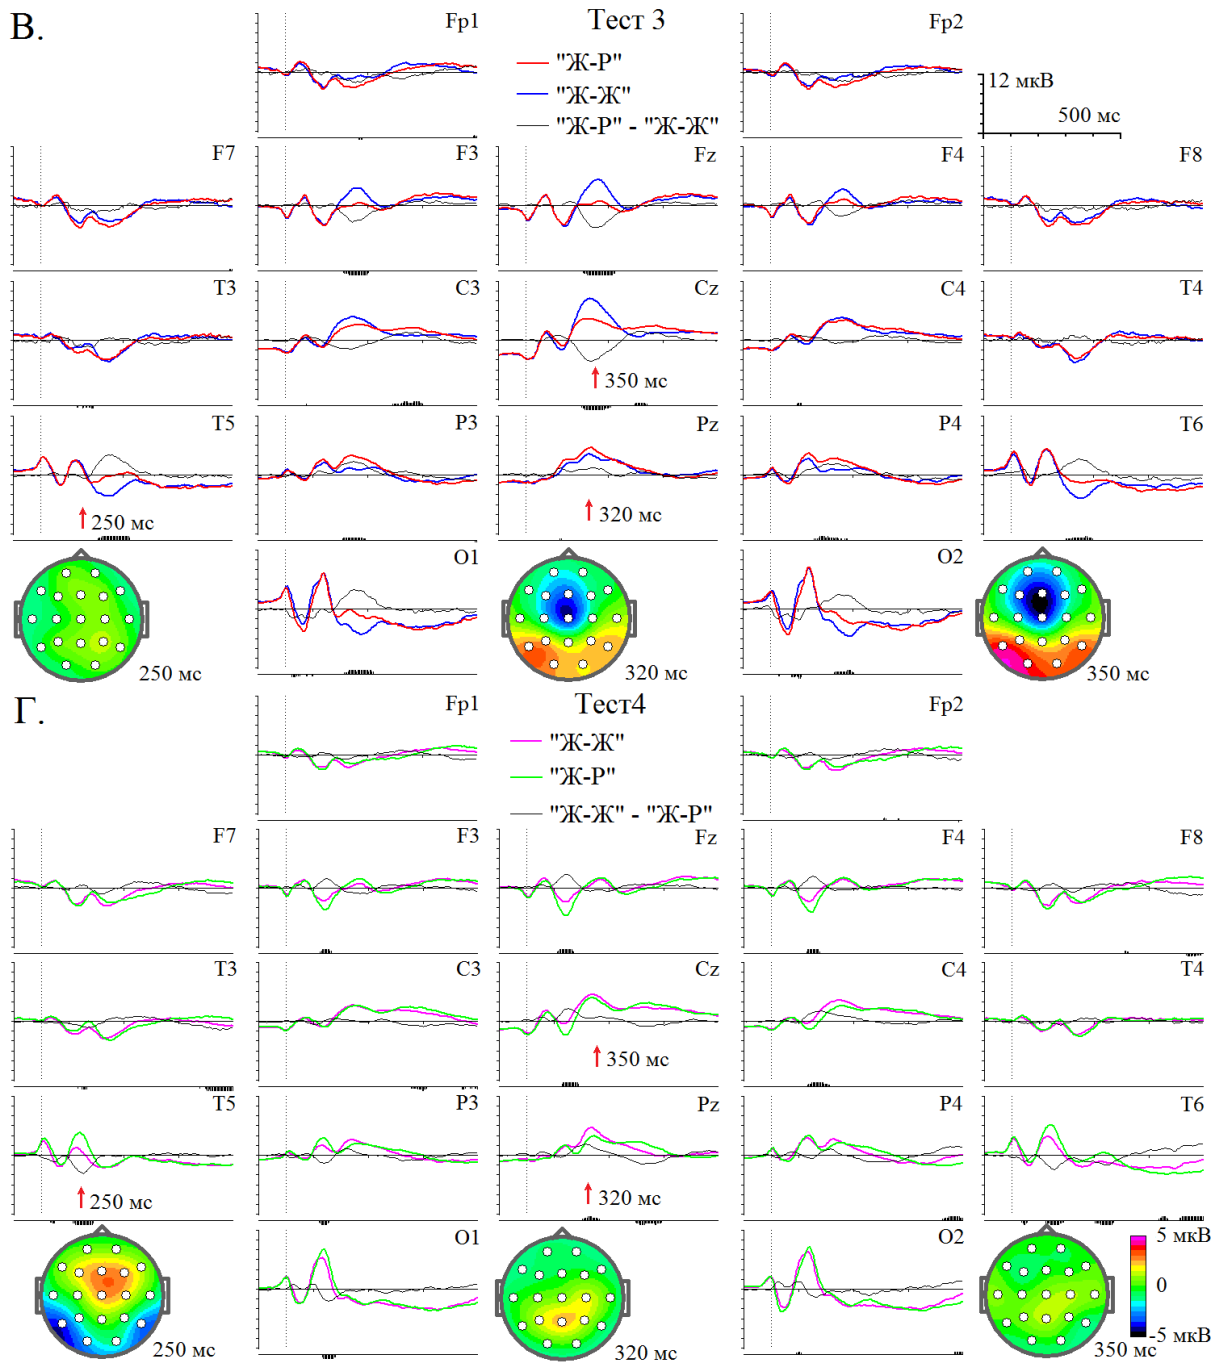 В.
Тест 3
Fp1
Fp2
"Ж-Р"
"Ж-Ж"
"Ж-Р" - "Ж-Ж"
12 мкВ
500 мс
F7
F3
Fz
F4
F8
T3
C3
Cz
C4
T4
350 мс
T5
P3
Pz
P4
T6
250 мс
320 мс
O1
O2
250 мс
320 мс
350 мс
Г.
Тест4
Fp1
Fp2
"Ж-Ж"
"Ж-Р"
"Ж-Ж" - "Ж-Р"
F7
F3
Fz
F4
F8
T3
C3
Cz
C4
T4
350 мс
T5
P3
Pz
P4
T6
250 мс
320 мс
O1
O2
5 мкВ
0
-5 мкВ
250 мс
320 мс
350 мс